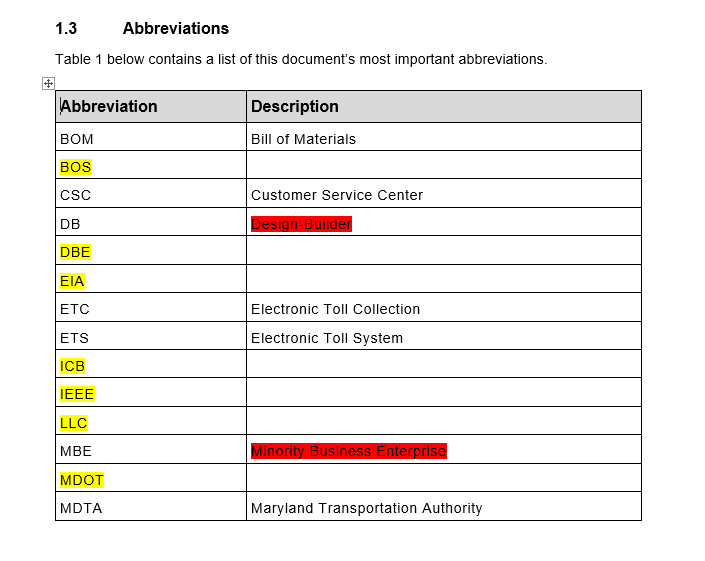 1.3 Abbreviations
Table 1 below contains a list of this document's most important abbreviations.
Abbreviation Description
BOM Bill of Materials
BOS
CSC Customer Service Center
DB Design-Builder
DBE
EIA
ETC Electronic Toll Collection
ETS Electronic Toll System
ICB
IEEE
LLC
MBE Minority Business Enterprise
MDOT
MDTA Maryland Transportation Authority